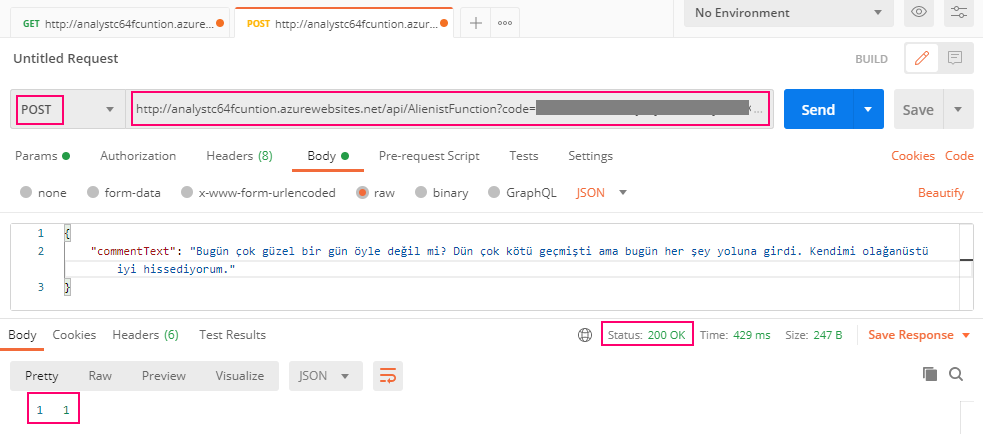 GET http://analystc64fcuntion.azure...
POST http://analystc64fcuntion.azur...
No Environment
Untitled Request
BUILD
POST
http://analystc64fcuntion.azurewebsites.net/api/AlienistFunction?code=
...
Send
Save
Params
Authorization
Headers (8)
Body
Pre-request Script
Tests
Settings
Cookies Code
none
form-data
x-www-form-urlencoded
raw
binary
GraphQL
JSON
Beautify
1 {
2 "commentText": "Bugün çok güzel bir gün öyle değil mi? Dün çok kötü geçmişti ama bugün her şey yoluna girdi. Kendimi olağanüstü
iyi hissediyorum."
3 }
Body
Cookies
Headers (6)
Test Results
Status: 200 OK
Time: 429 ms
Size: 247 B
Save Response
Pretty
Raw
Preview
Visualize
JSON
1 1